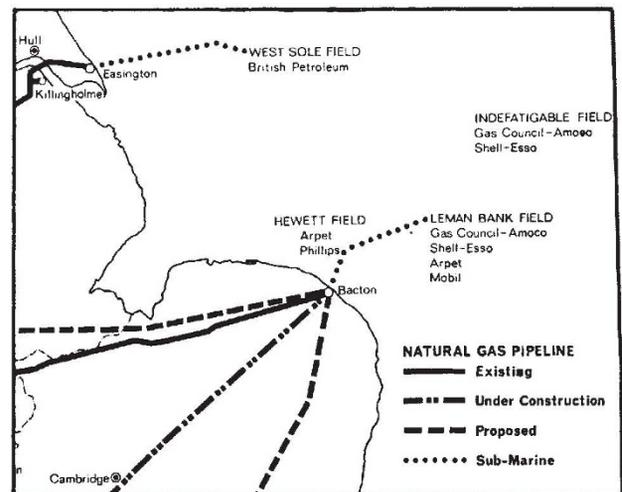 Hull
WEST SOLE FIELD
British Petroleum
Easington
Killingholme
INDEFATIGABLE FIELD
Gas Council-Amoco
Shell-Esso
HEWETT FIELD
Arpet
Phillips
LEMAN BANK FIELD
Gas Council-Amoco
Shell-Esso
Arpet
Mobil
Bacton
NATURAL GAS PIPELINE
Existing
Under Construction
Proposed
Sub-Marine
Cambridge
n